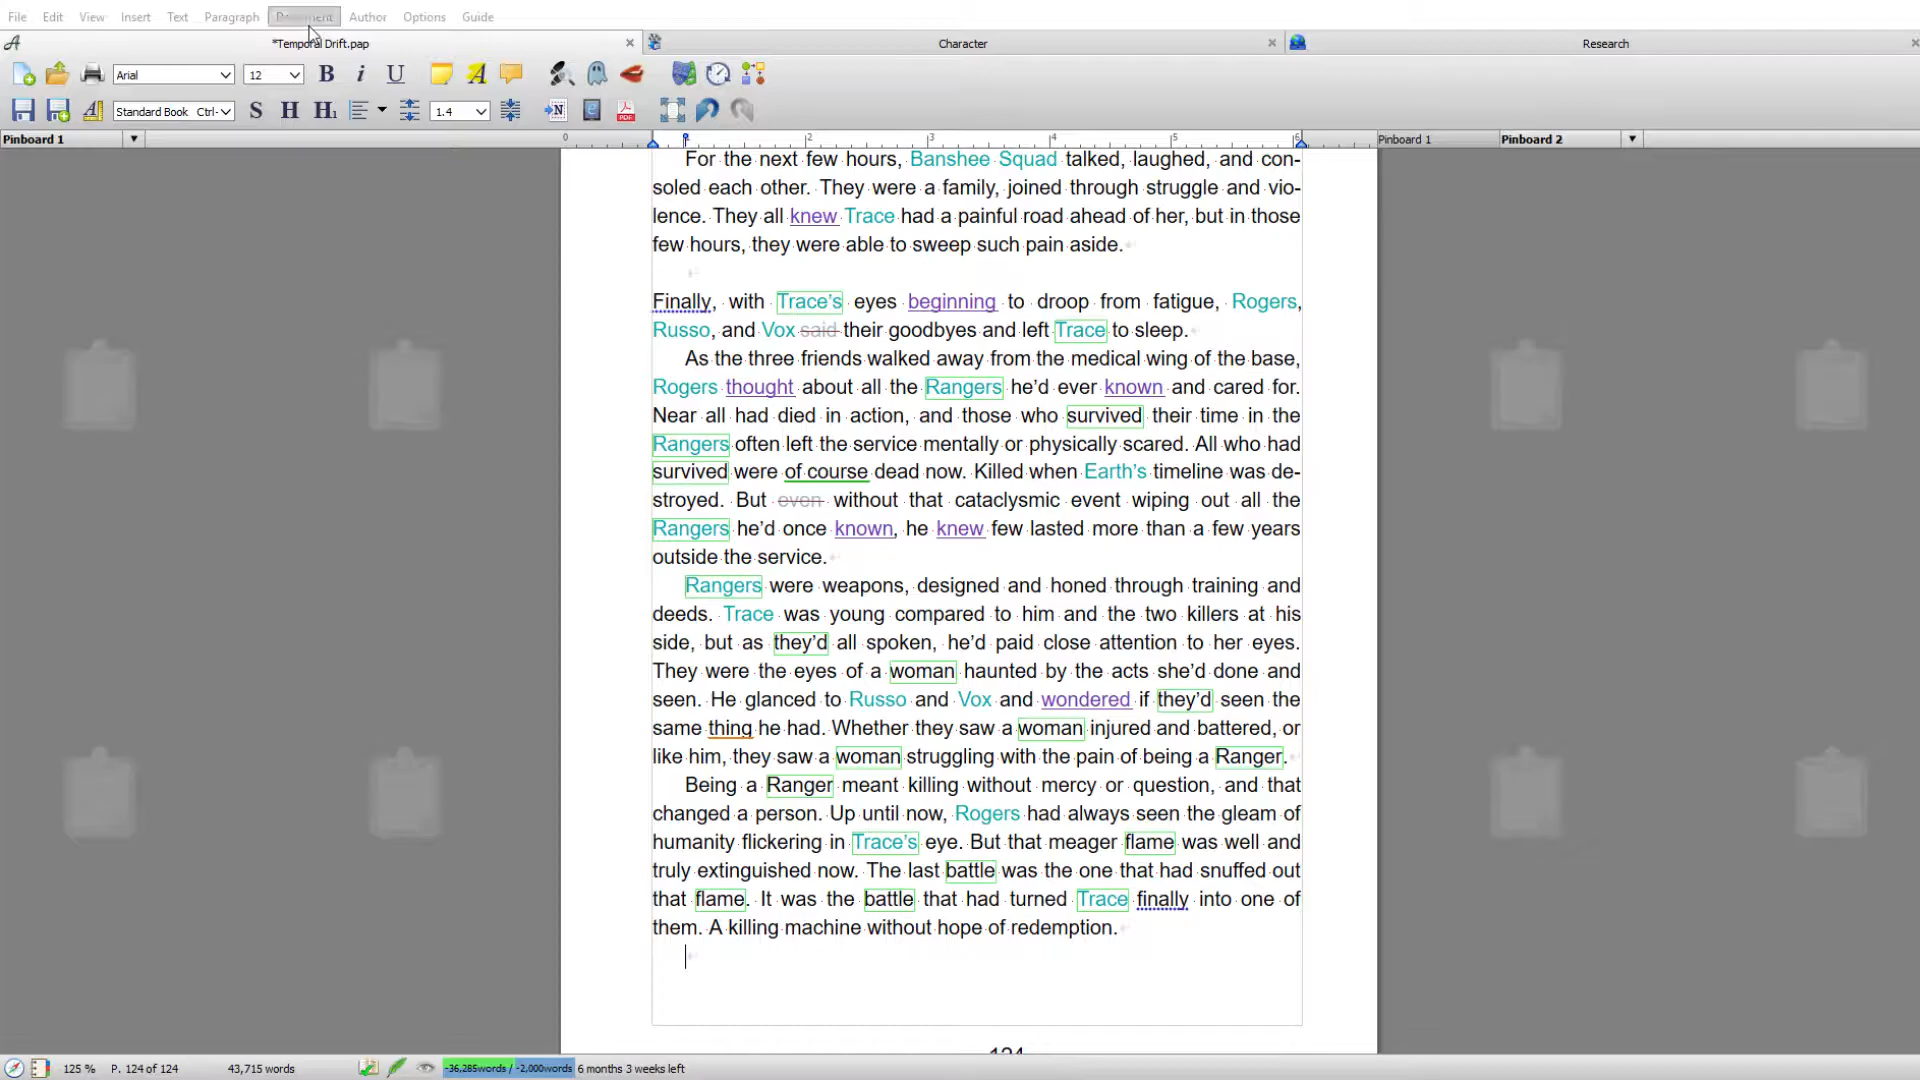 File Edit View Insert Text Paragraph Document Author Options Guide
*Temporal Drift.pap
Character
Research
Arial 12 B i U A
Standard Book Ctrl- S H H1 1.4 N PDF
Pinboard 1
0 1 2 3 4 5 6
Pinboard 1 Pinboard 2
For the next few hours, Banshee Squad talked, laughed, and con-
soled each other. They were a family, joined through struggle and vio-
lence. They all knew Trace had a painful road ahead of her, but in those
few hours, they were able to sweep such pain aside.
Finally, with Trace’s eyes beginning to droop from fatigue, Rogers,
Russo, and Vox said their goodbyes and left Trace to sleep.
As the three friends walked away from the medical wing of the base,
Rogers thought about all the Rangers he’d ever known and cared for.
Near all had died in action, and those who survived their time in the
Rangers often left the service mentally or physically scared. All who had
survived were of course dead now. Killed when Earth’s timeline was de-
stroyed. But even without that cataclysmic event wiping out all the
Rangers he’d once known, he knew few lasted more than a few years
outside the service.
Rangers were weapons, designed and honed through training and
deeds. Trace was young compared to him and the two killers at his
side, but as they’d all spoken, he’d paid close attention to her eyes.
They were the eyes of a woman haunted by the acts she’d done and
seen. He glanced to Russo and Vox and wondered if they’d seen the
same thing he had. Whether they saw a woman injured and battered, or
like him, they saw a woman struggling with the pain of being a Ranger.
Being a Ranger meant killing without mercy or question, and that
changed a person. Up until now, Rogers had always seen the gleam of
humanity flickering in Trace’s eye. But that meager flame was well and
truly extinguished now. The last battle was the one that had snuffed out
that flame. It was the battle that had turned Trace finally into one of
them. A killing machine without hope of redemption.
124
125 % P. 124 of 124 43,715 words -36,285words / -2,000words 6 months 3 weeks left